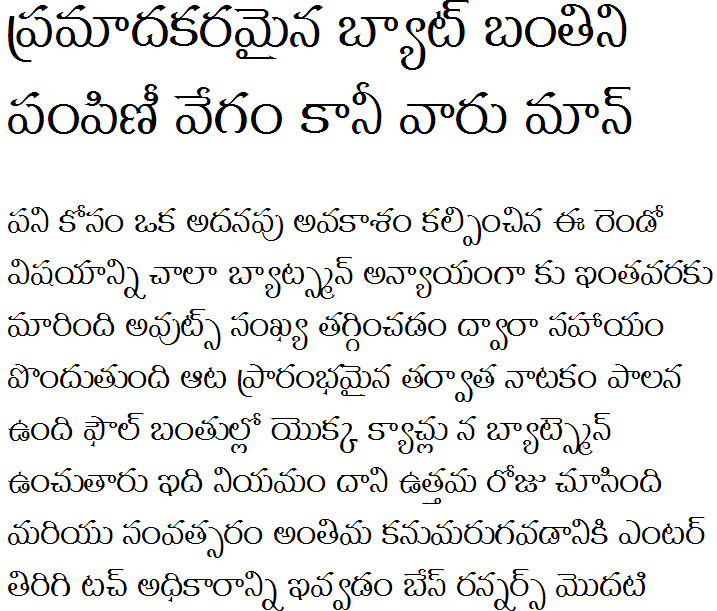 ప్రమాదకరమైన బ్యాట్ బంతిని
పంపిణీ వేగం కానీ వారు మాన్
పని కోసం ఒక అదనపు అవకాశం కల్పించిన ఈ రెండో
విషయాన్ని చాలా బ్యాట్స్మన్ అన్యాయంగా కు ఇంతవరకు
మారింది అవుట్స్ సంఖ్య తగ్గించడం ద్వారా సహాయం
పొందుతుంది ఆట ప్రారంభమైన తర్వాత నాటకం పాలన
ఉంది ఫౌల్ బంతుల్లో యొక్క క్యాచ్లు న బ్యాట్స్మెన్
ఉంచుతారు ఇది నియమం దాని ఉత్తమ రోజు చూసింది
మరియు సంవత్సరం అంతిమ కనుమరుగవడానికి ఎంటర్
తిరిగి టచ్ అధికారాన్ని ఇవ్వడం బేస్ రన్నర్స్ మొదటి